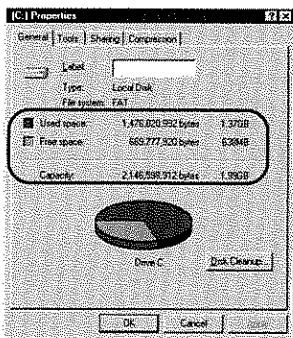 (C:) Properties
General Tools Sharing Compression
Label:
Type: Local Disk
File system: FAT
Used space: 1,476,820,992 bytes 1.37GB
Free space: 669,777,920 bytes 638MB
Capacity: 2,146,598,912 bytes 1.99GB
Drive C
Disk Cleanup...
OK Cancel